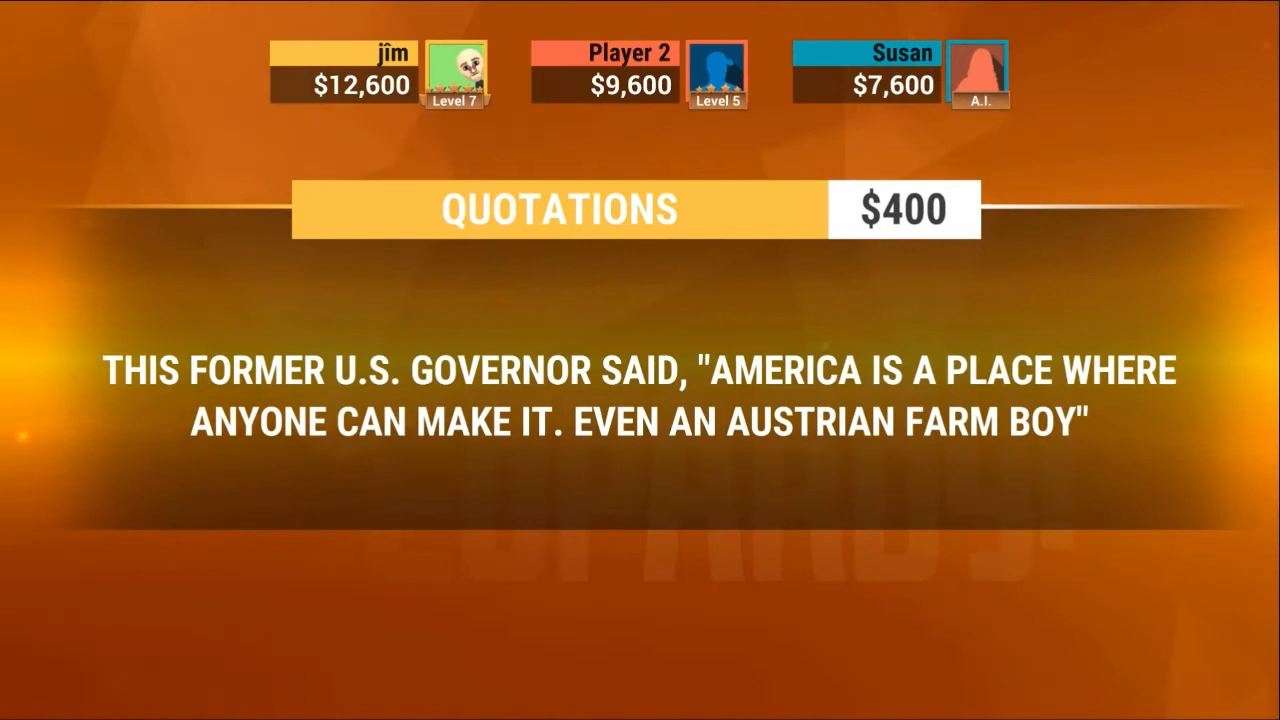 jîm
$12,600
Level 7
Player 2
$9,600
Level 5
Susan
$7,600
A.I.
QUOTATIONS
$400
THIS FORMER U.S. GOVERNOR SAID, "AMERICA IS A PLACE WHERE
ANYONE CAN MAKE IT. EVEN AN AUSTRIAN FARM BOY"